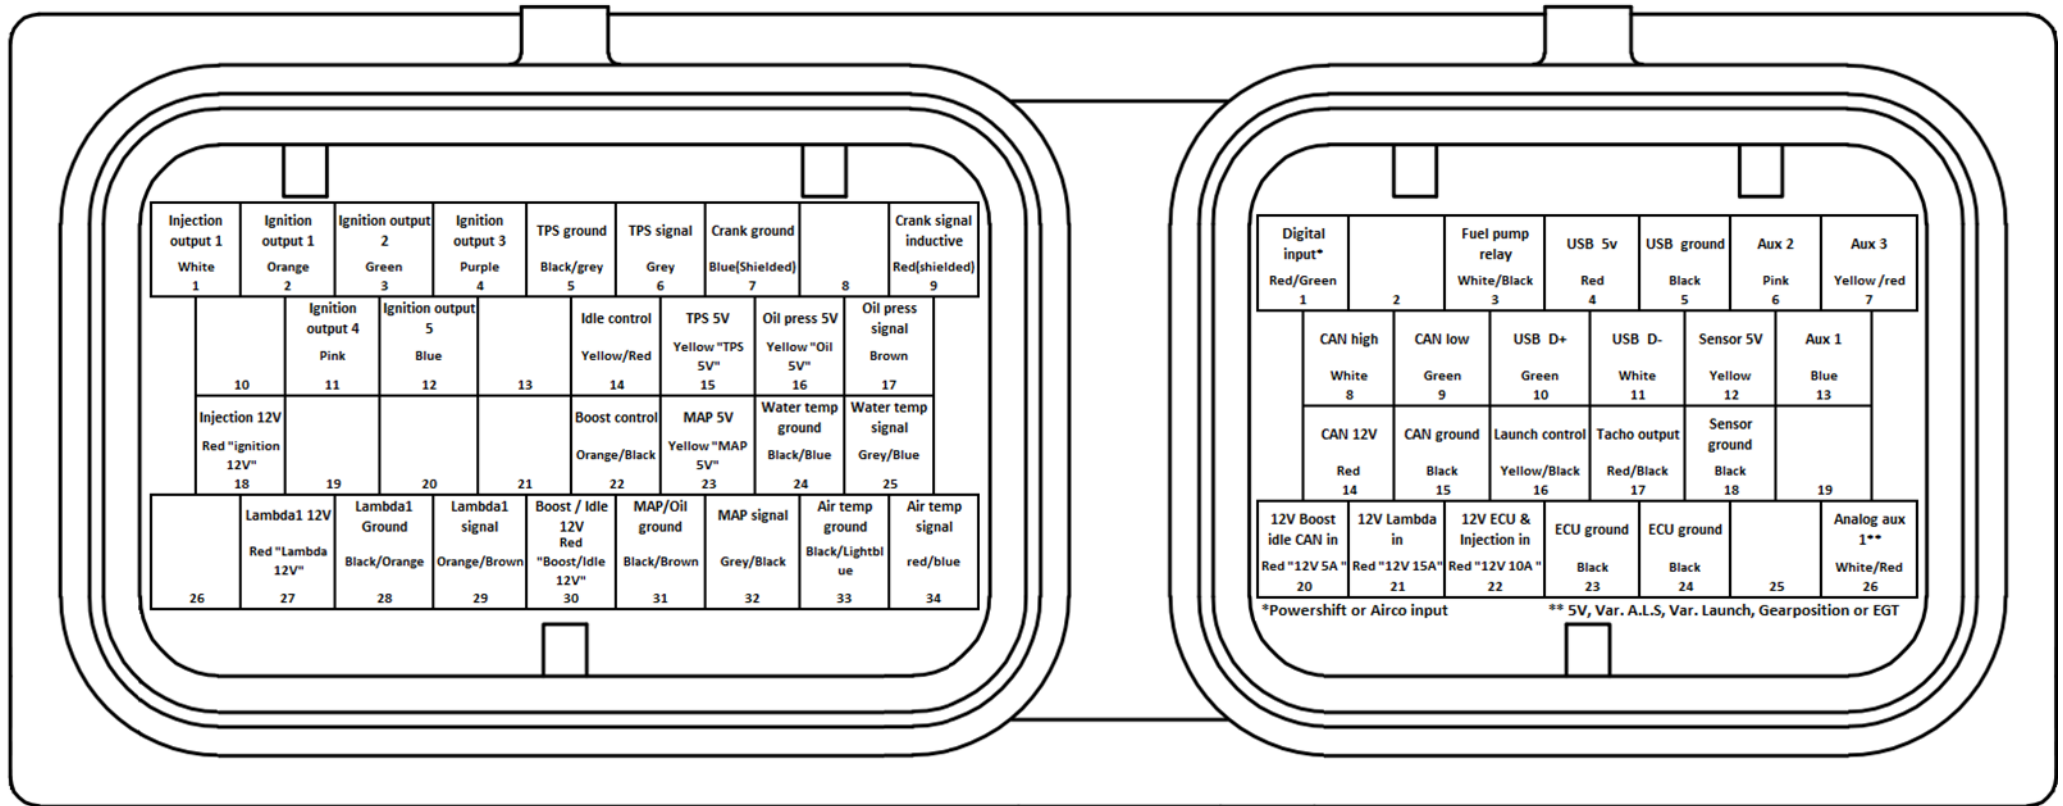 Injection output 1 White 1
Ignition output 1 Orange 2
Ignition output 2 Green 3
Ignition output 3 Purple 4
TPS ground Black/grey 5
TPS signal Grey 6
Crank ground Blue(Shielded) 7
8
Crank signal inductive Red(shielded) 9
10
Ignition output 4 Pink 11
Ignition output 5 Blue 12
13
Idle control Yellow/Red 14
TPS 5V Yellow "TPS 5V" 15
Oil press 5V Yellow "Oil 5V" 16
Oil press signal Brown 17
Injection 12V Red "ignition 12V" 18
19
20
21
Boost control Orange/Black 22
MAP 5V Yellow "MAP 5V" 23
Water temp ground Black/Blue 24
Water temp signal Grey/Blue 25
26
Lambda1 12V Red "Lambda 12V" 27
Lambda1 Ground Black/Orange 28
Lambda1 signal Orange/Brown 29
Boost / Idle 12V Red "Boost/Idle 12V" 30
MAP/Oil ground Black/Brown 31
MAP signal Grey/Black 32
Air temp ground Black/Lightblue 33
Air temp signal red/blue 34
Digital input* Red/Green 1
2
Fuel pump relay White/Black 3
USB 5v Red 4
USB ground Black 5
Aux 2 Pink 6
Aux 3 Yellow /red 7
CAN high White 8
CAN low Green 9
USB D+ Green 10
USB D- White 11
Sensor 5V Yellow 12
Aux 1 Blue 13
CAN 12V Red 14
CAN ground Black 15
Launch control Yellow/Black 16
Tacho output Red/Black 17
Sensor ground Black 18
19
12V Boost idle CAN in Red "12V 5A " 20
12V Lambda in Red "12V 15A" 21
12V ECU & Injection in Red "12V 10A " 22
ECU ground Black 23
ECU ground Black 24
25
Analog aux 1** White/Red 26
*Powershift or Airco input
** 5V, Var. A.L.S, Var. Launch, Gearposition or EGT